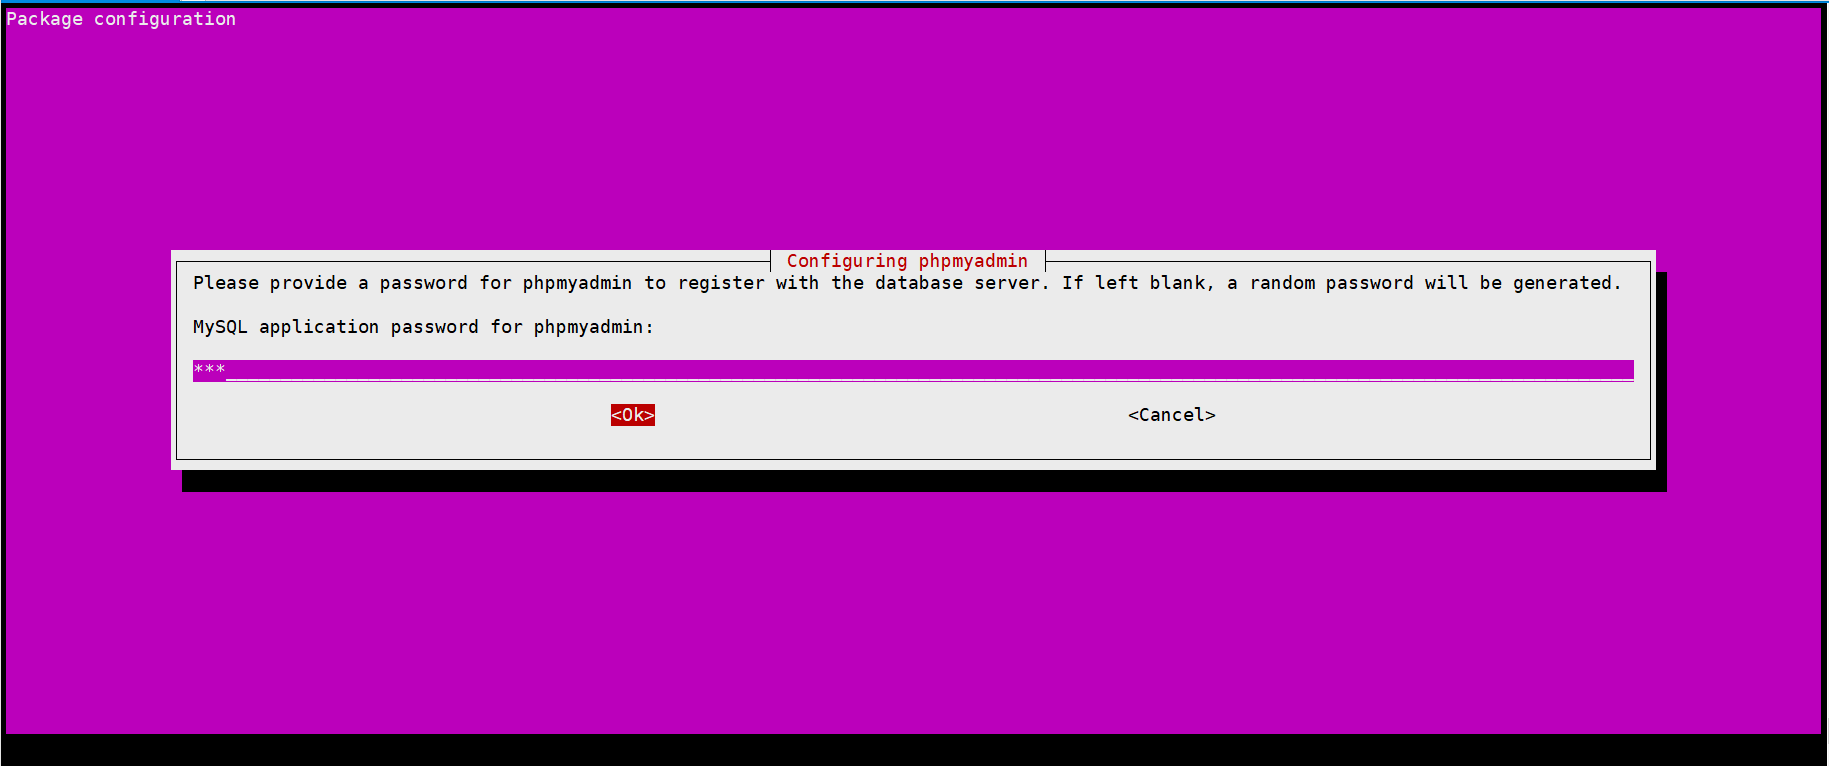 Package configuration
Configuring phpmyadmin
Please provide a password for phpmyadmin to register with the database server. If left blank, a random password will be generated.
MySQL application password for phpmyadmin:
***
<Ok> <Cancel>